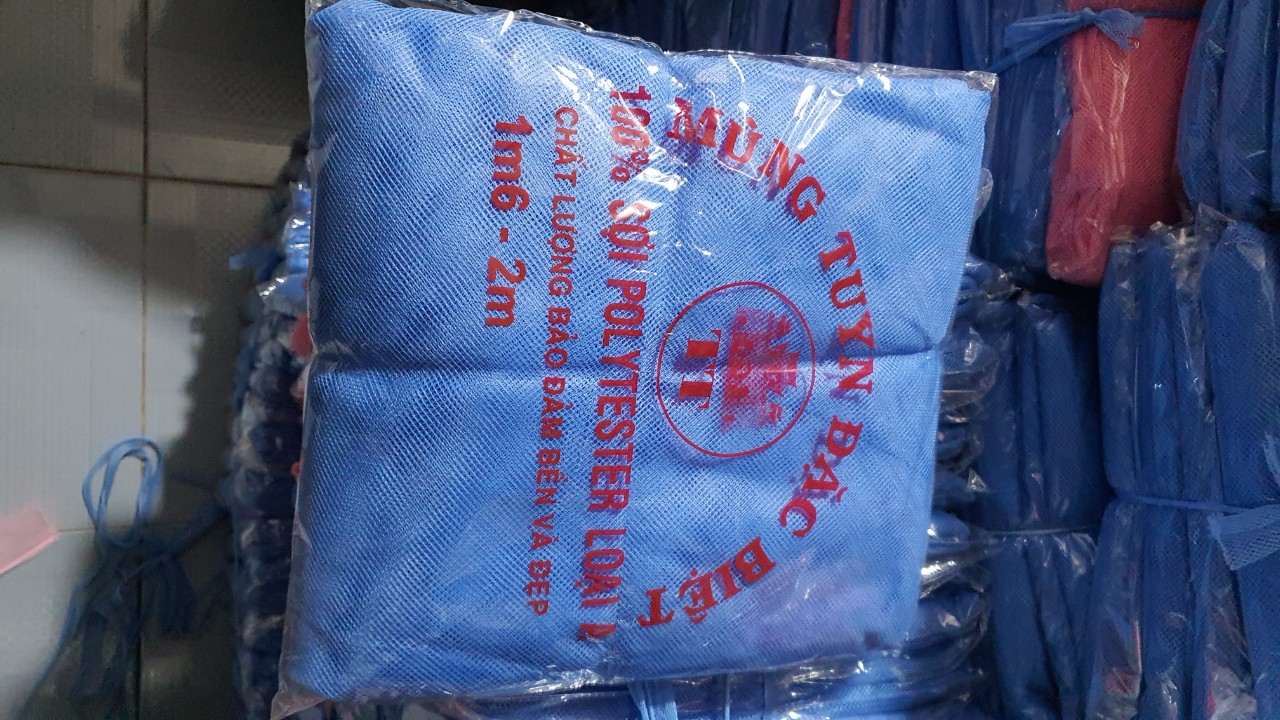 MÙNG TUYN ĐẶC BIỆT
TT
100% SỢI POLYTESTER LOẠI
CHẤT LƯỢNG BẢO ĐẢM BỀN VÀ ĐẸP
1m6 - 2m